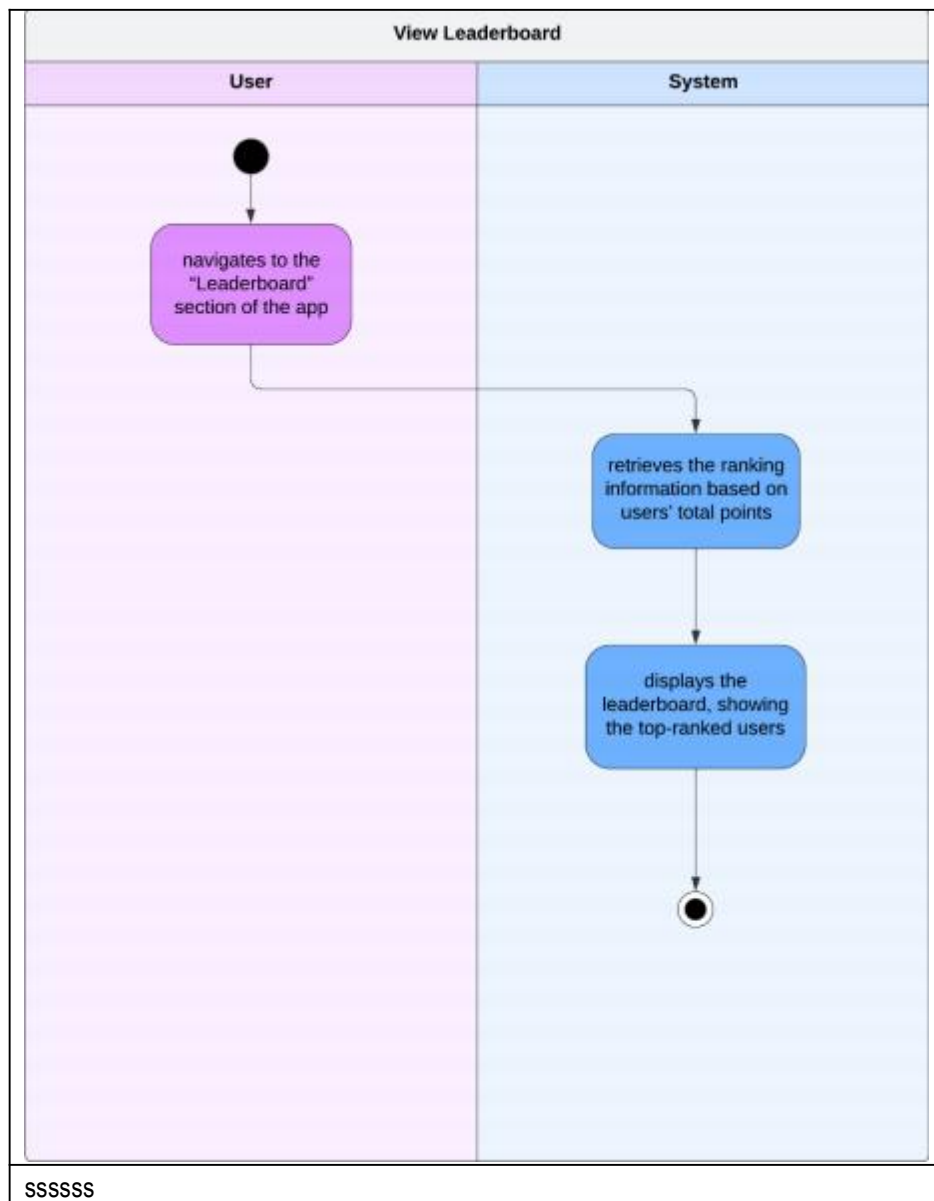 View Leaderboard
User
System
navigates to the
“Leaderboard”
section of the app
retrieves the ranking
information based on
users’ total points
displays the
leaderboard, showing
the top-ranked users
ssssss